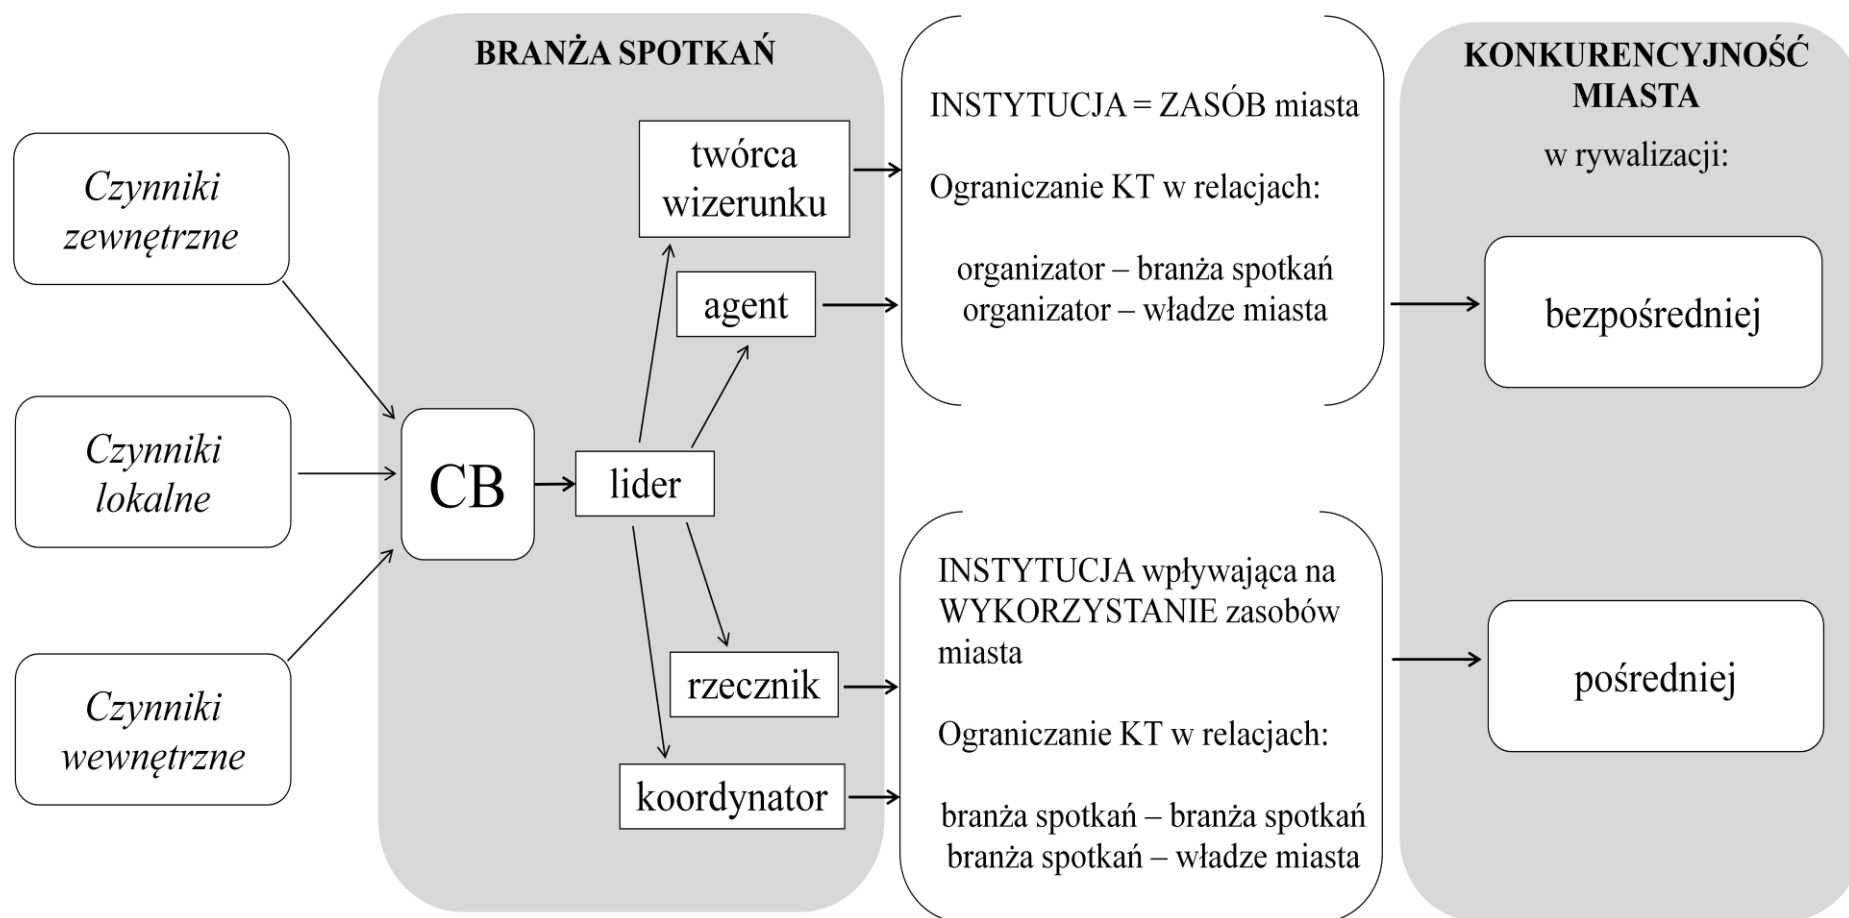 BRANŻA SPOTKAŃ
KONKURENCYJNOŚĆ
MIASTA
w rywalizacji:
Czynniki
zewnętrzne
Czynniki
lokalne
Czynniki
wewnętrzne
CB
lider
twórca
wizerunku
agent
rzecznik
koordynator
INSTYTUCJA = ZASÓB miasta
Ograniczanie KT w relacjach:
organizator – branża spotkań
organizator – władze miasta
INSTYTUCJA wpływająca na
WYKORZYSTANIE zasobów
miasta
Ograniczanie KT w relacjach:
branża spotkań – branża spotkań
branża spotkań – władze miasta
bezpośredniej
pośredniej